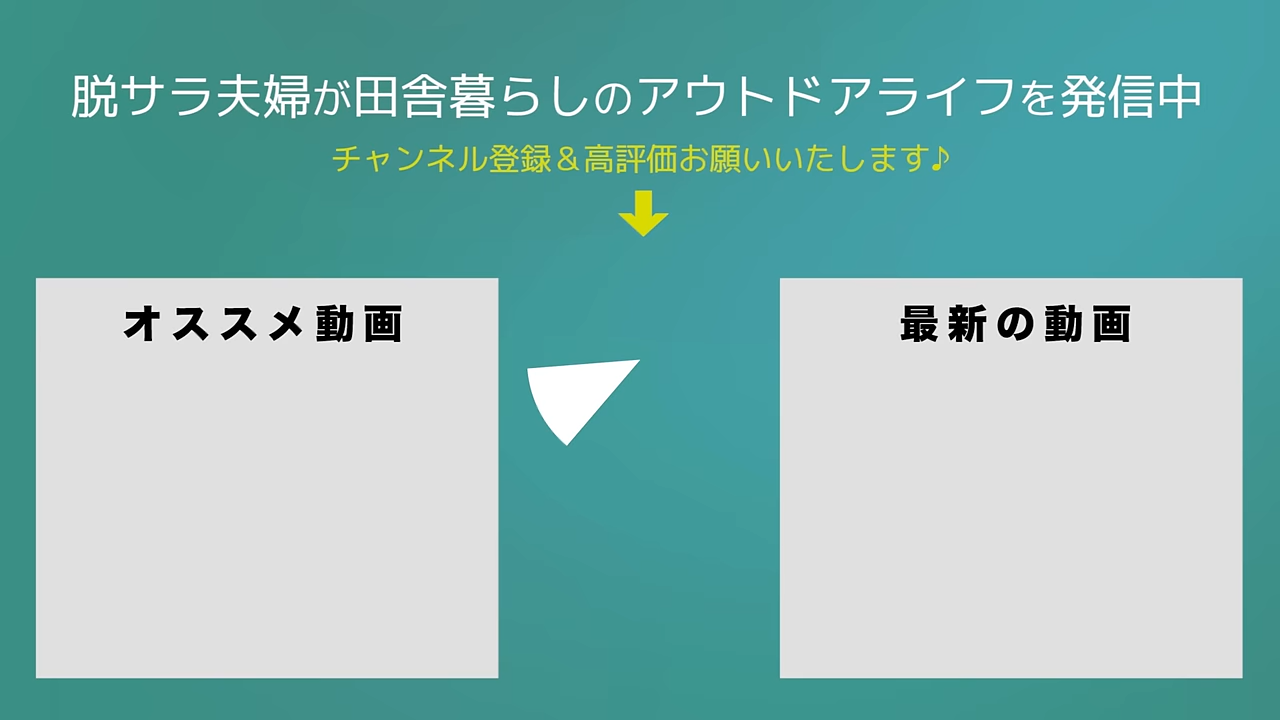 脱サラ夫婦が田舎暮らしのアウトドアライフを発信中
チャンネル登録＆高評価お願いいたします♪
オススメ動画
最新の動画